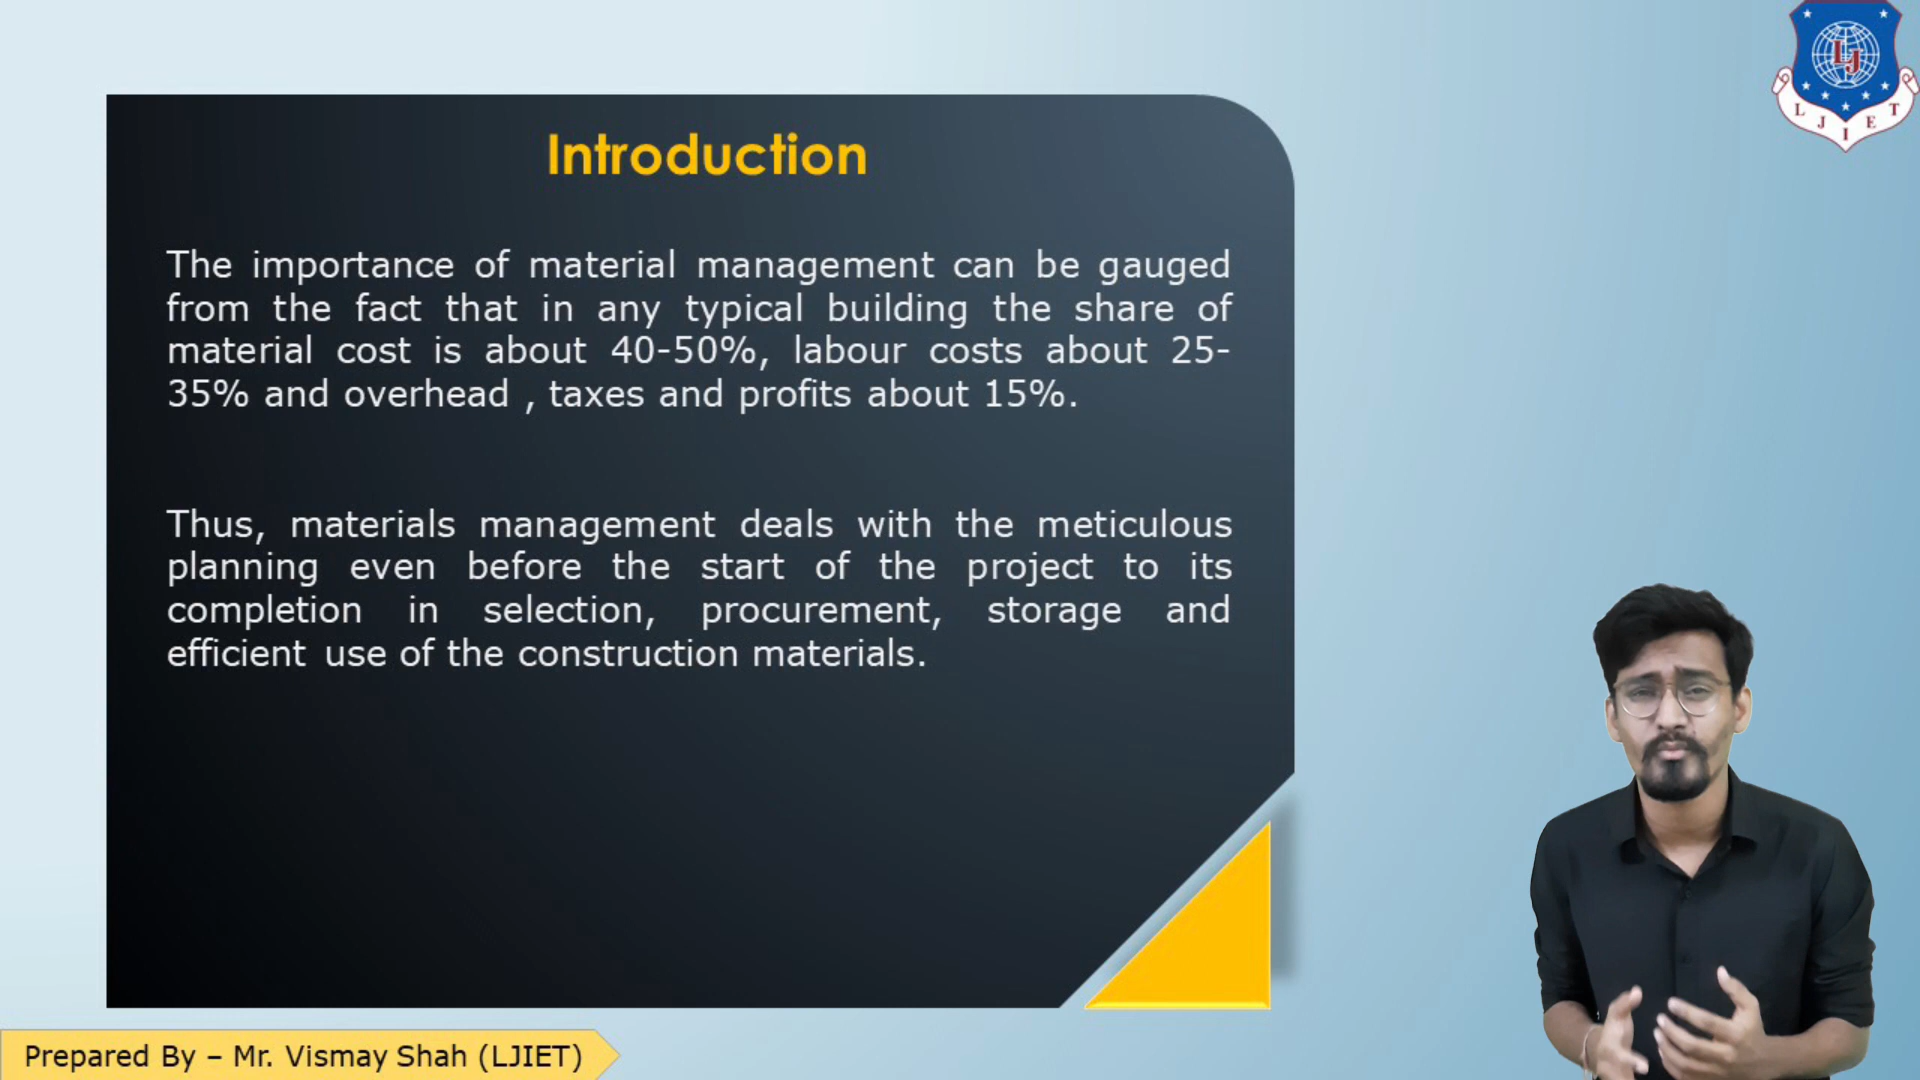 Introduction
The importance of material management can be gauged
from the fact that in any typical building the share of
material cost is about 40-50%, labour costs about 25-
35% and overhead , taxes and profits about 15%.
Thus, materials management deals with the meticulous
planning even before the start of the project to its
completion in selection, procurement, storage and
efficient use of the construction materials.
LJ
L J I E T
Prepared By – Mr. Vismay Shah (LJIET)